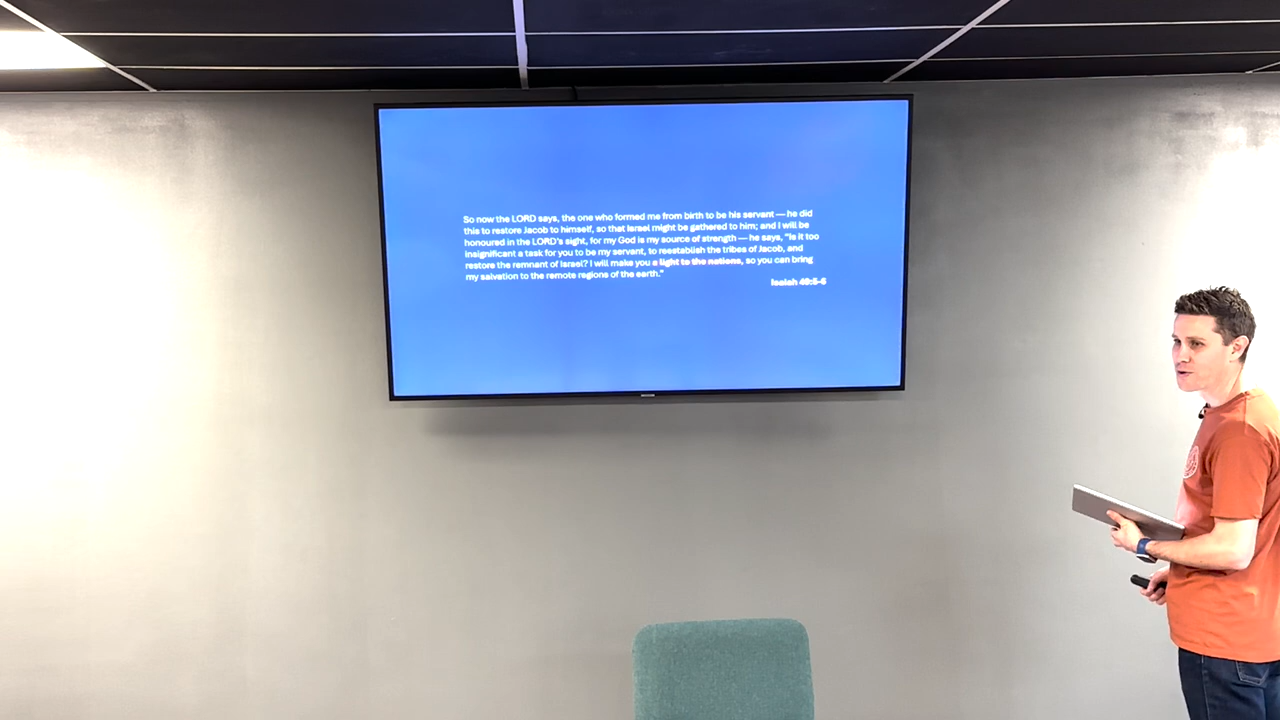 So now the LORD says, the one who formed me from birth to be his servant — he did
this to restore Jacob to himself, so that Israel might be gathered to him; and I will be
honoured in the LORD's sight, for my God is my source of strength — he says, "Is it too
insignificant a task for you to be my servant, to reestablish the tribes of Jacob, and
restore the remnant of Israel? I will make you a light to the nations, so you can bring
my salvation to the remote regions of the earth."
Isaiah 49:5-6